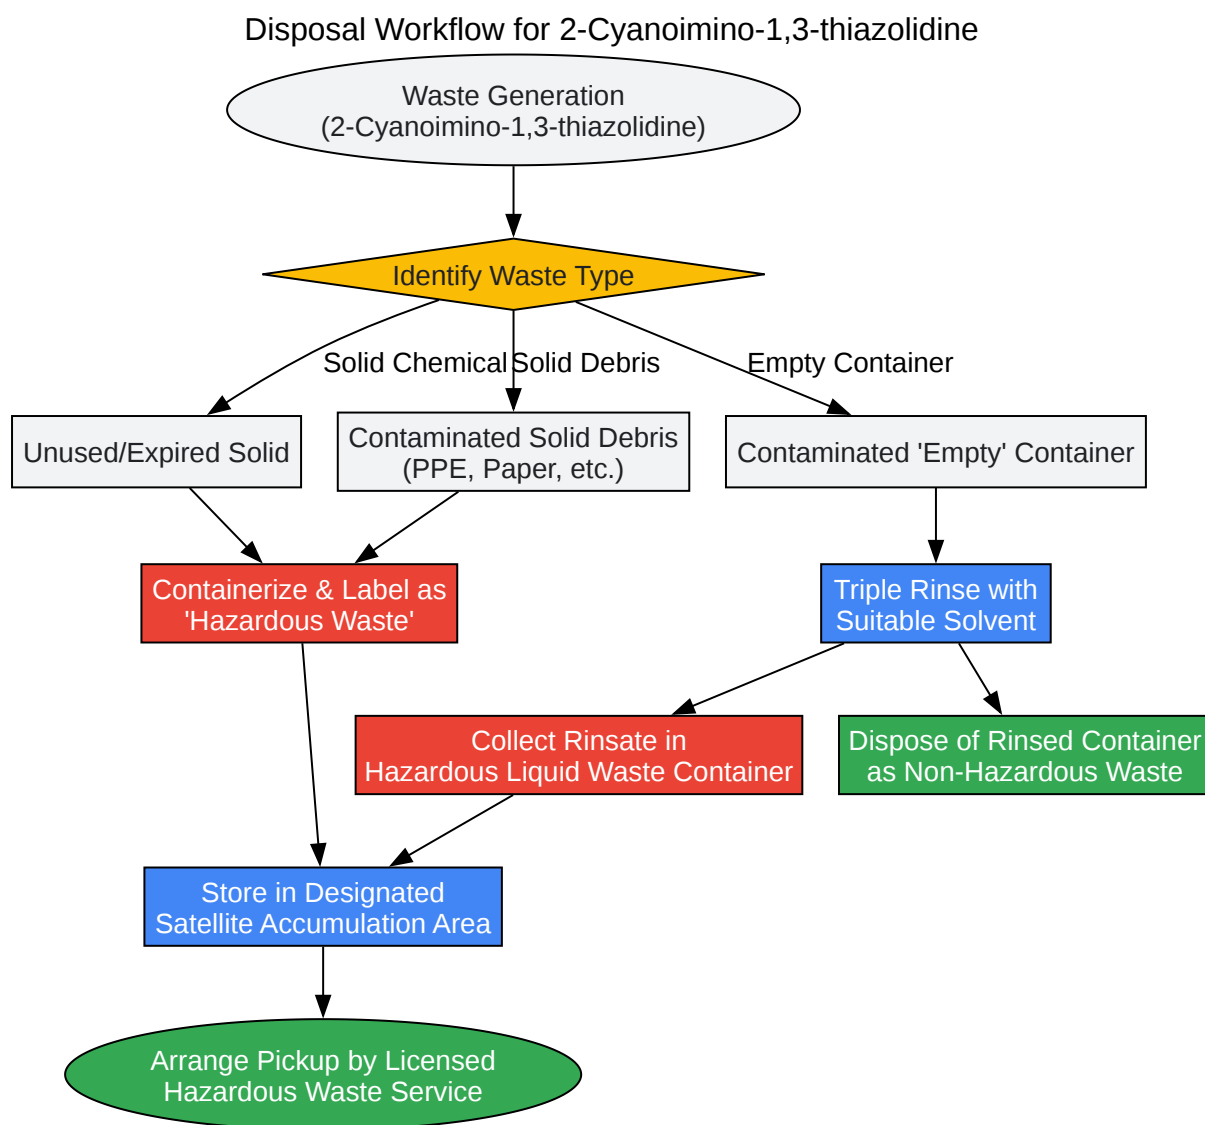 Disposal Workflow for 2-Cyanoimino-1,3-thiazolidine
Waste Generation
(2-Cyanoimino-1,3-thiazolidine)
Identify Waste Type
Solid Chemical
Solid Debris
Empty Container
Unused/Expired Solid
Contaminated Solid Debris
(PPE, Paper, etc.)
Contaminated 'Empty' Container
Containerize & Label as
'Hazardous Waste'
Triple Rinse with
Suitable Solvent
Collect Rinsate in
Hazardous Liquid Waste Container
Dispose of Rinsed Container
as Non-Hazardous Waste
Store in Designated
Satellite Accumulation Area
Arrange Pickup by Licensed
Hazardous Waste Service